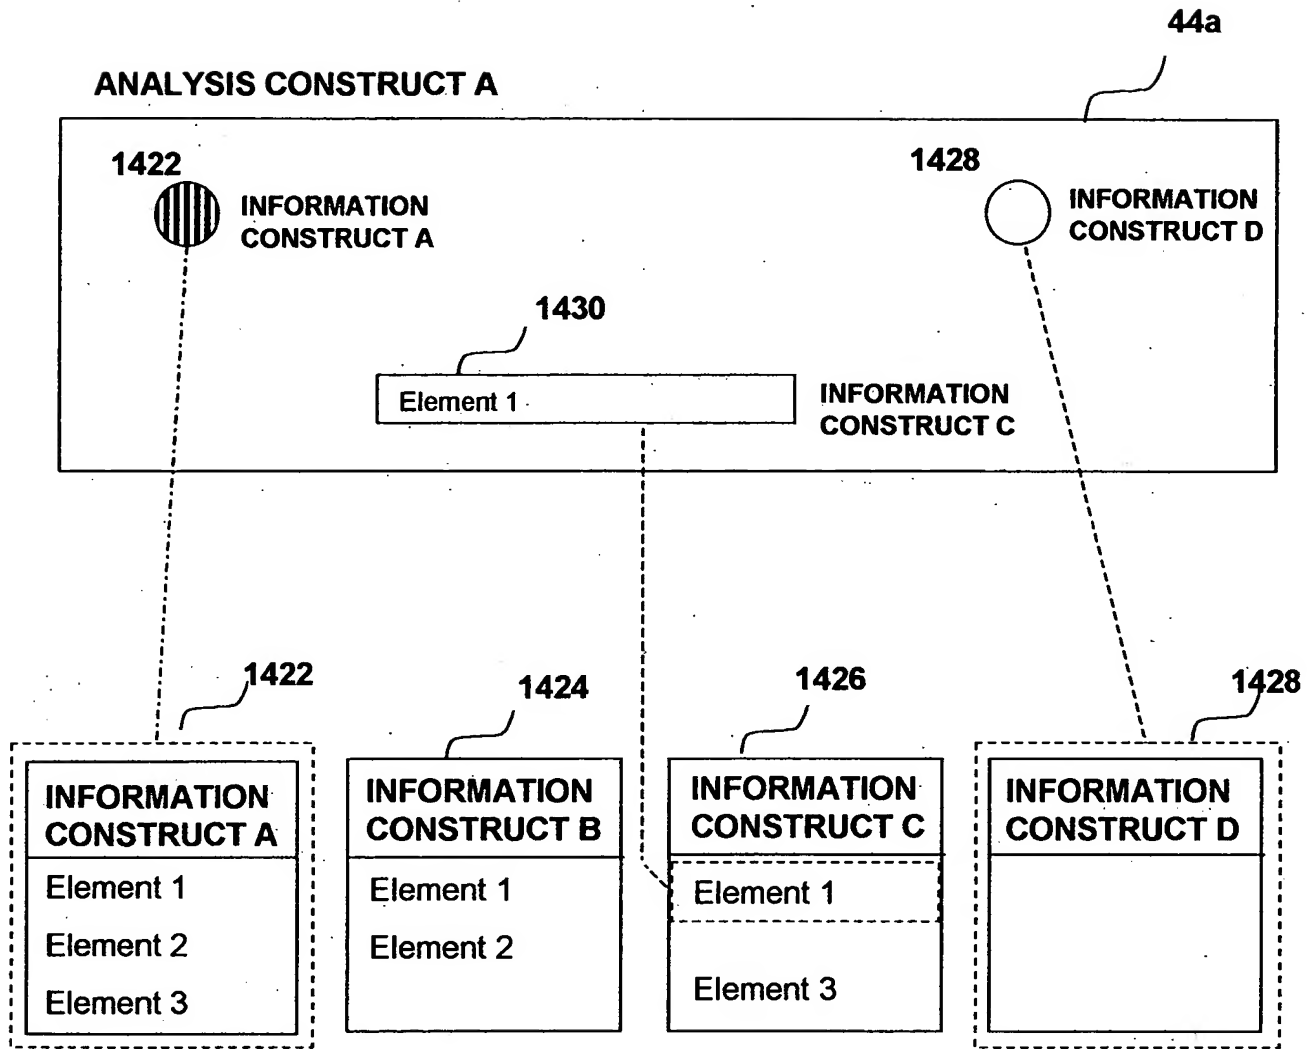 44a
ANALYSIS CONSTRUCT A
1422
INFORMATION
CONSTRUCT A
1428
INFORMATION
CONSTRUCT D
1430
Element 1
INFORMATION
CONSTRUCT C
1422
1424
1426
1428
INFORMATION
CONSTRUCT A
Element 1
Element 2
Element 3
INFORMATION
CONSTRUCT B
Element 1
Element 2
INFORMATION
CONSTRUCT C
Element 1
Element 3
INFORMATION
CONSTRUCT D